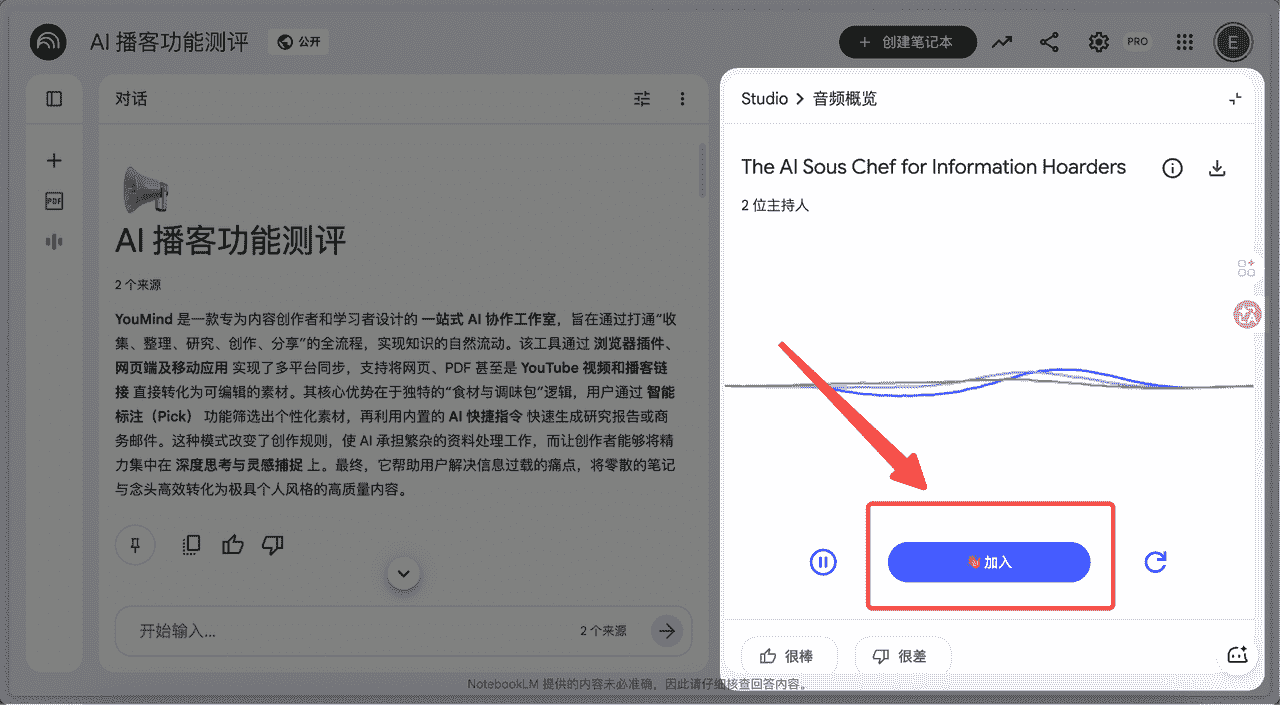 AI 播客功能测评
公开
创建笔记本
PRO
E
对话
PDF
AI 播客功能测评
2 个来源
YouMind 是一款专为内容创作者和学习者设计的 一站式 AI 协作工作室，旨在通过打通“收
集、整理、研究、创作、分享”的全流程，实现知识的自然流动。该工具通过 浏览器插件、
网页端及移动应用 实现了多平台同步，支持将网页、PDF 甚至是 YouTube 视频和播客链
接 直接转化为可编辑的素材。其核心优势在于独特的“食材与调味包”逻辑，用户通过 智能
标注（Pick） 功能筛选出个性化素材，再利用内置的 AI 快捷指令 快速生成研究报告或商
务邮件。这种模式改变了创作规则，使 AI 承担繁杂的资料处理工作，而让创作者能够将精
力集中在 深度思考与灵感捕捉 上。最终，它帮助用户解决信息过载的痛点，将零散的笔记
与念头高效转化为极具个人风格的高质量内容。
开始输入...
2 个来源
Studio
音频概览
The AI Sous Chef for Information Hoarders
2 位主持人
加入
很棒
很差
NotebookLM 提供的内容未必准确，因此请仔细核查回答内容。